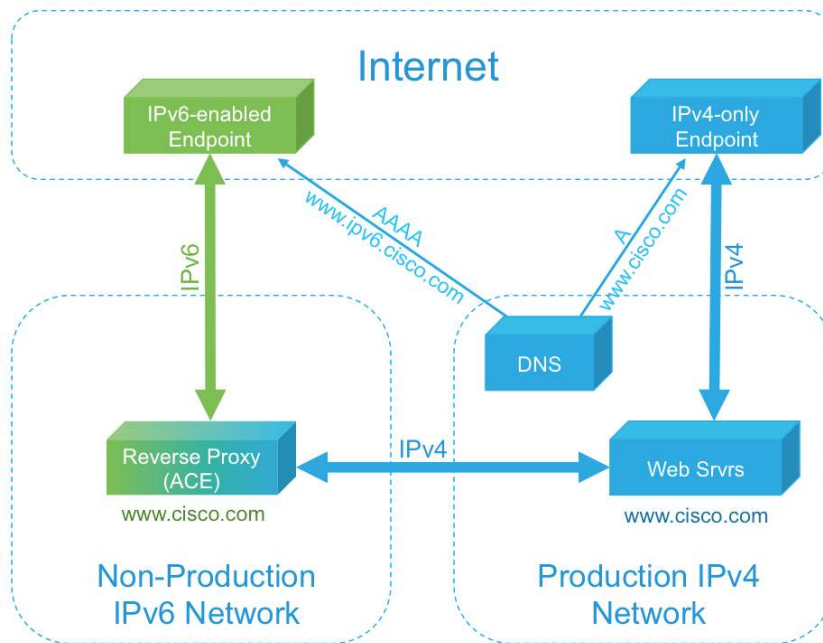 Internet
IPv6-enabled
Endpoint
IPv4-only
Endpoint
AAAA
www.ipv6.cisco.com
A
www.cisco.com
IPv6
IPv4
DNS
Reverse Proxy
(ACE)
IPv4
Web Srvrs
www.cisco.com
www.cisco.com
Non-Production
IPv6 Network
Production IPv4
Network